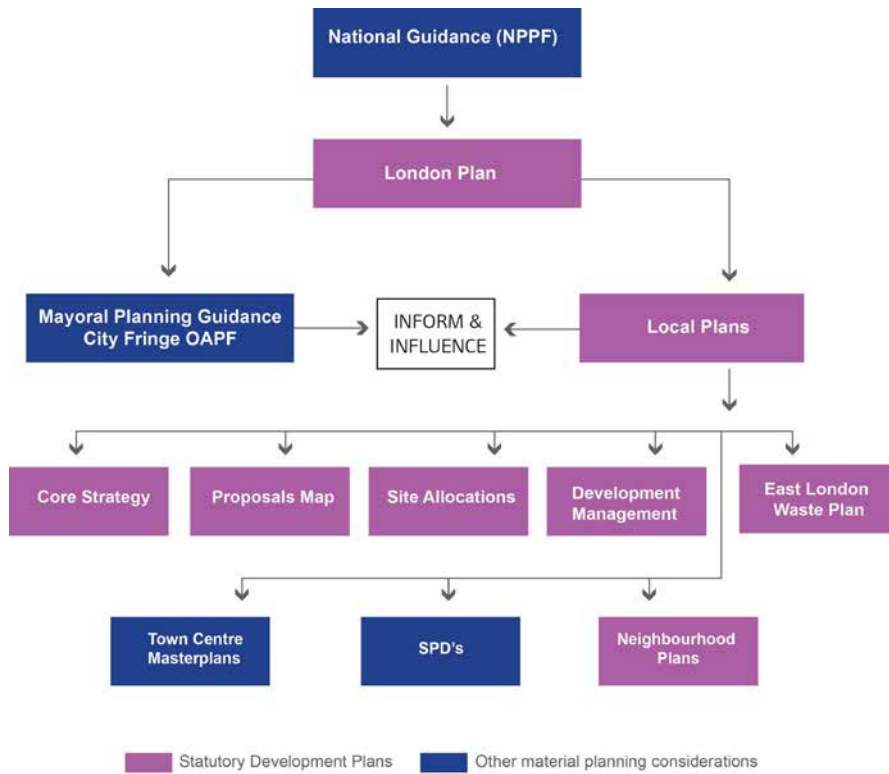 National Guidance (NPPF)
London Plan
Mayoral Planning Guidance
City Fringe OAPF
INFORM &
INFLUENCE
Local Plans
Core Strategy
Proposals Map
Site Allocations
Development
Management
East London
Waste Plan
Town Centre
Masterplans
SPD's
Neighbourhood
Plans
Statutory Development Plans
Other material planning considerations